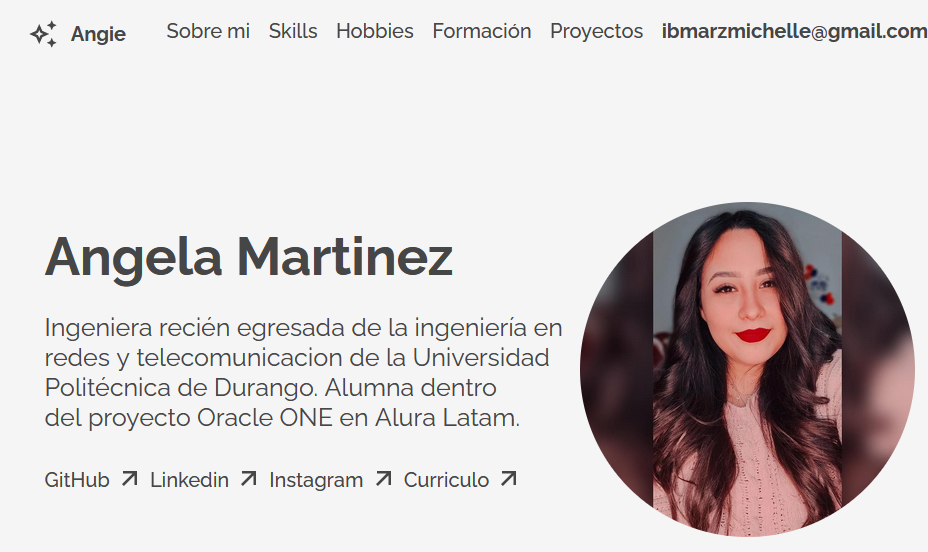 Angie Sobre mi Skills Hobbies Formación Proyectos ibmarzmichelle@gmail.com
Angela Martinez
Ingeniera recién egresada de la ingeniería en
redes y telecomunicacion de la Universidad
Politécnica de Durango. Alumna dentro
del proyecto Oracle ONE en Alura Latam.
GitHub Linkedin Instagram Curriculo